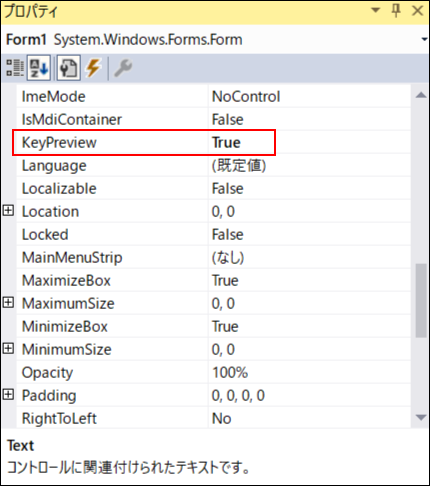 プロパティ
Form1 System.Windows.Forms.Form
ImeMode NoControl
IsMdiContainer False
KeyPreview True
Language (既定値)
Localizable False
Location 0, 0
Locked False
MainMenuStrip (なし)
MaximizeBox True
MaximumSize 0, 0
MinimizeBox True
MinimumSize 0, 0
Opacity 100%
Padding 0, 0, 0, 0
RightToLeft No
Text
コントロールに関連付けられたテキストです。